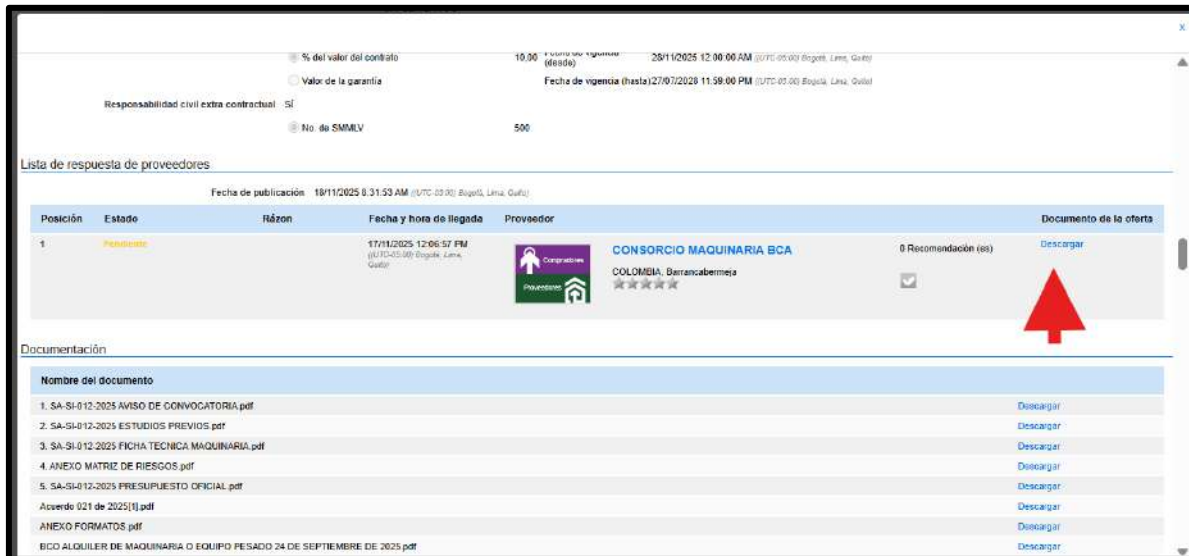 x
% del valor del contrato 10,00 Fecha de vigencia (desde) 28/11/2025 12:00:00 AM ((UTC-05:00) Bogotá, Lima, Quito)
Valor de la garantía Fecha de vigencia (hasta) 27/07/2028 11:59:00 PM ((UTC-05:00) Bogotá, Lima, Quito)
Responsabilidad civil extra contractual SÍ
No. de SMMLV 500
Lista de respuesta de proveedores
Fecha de publicación 18/11/2025 8:31:53 AM ((UTC-05:00) Bogotá, Lima, Quito)
Posición Estado Rázon Fecha y hora de llegada Proveedor Documento de la oferta
1 Pendiente 17/11/2025 12:06:57 PM ((UTC-05:00) Bogotá, Lima, Quito) Compradores Proveedores CONSORCIO MAQUINARIA BCA 0 Recomendación (es) Descargar
COLOMBIA, Barrancabermeja
Documentación
Nombre del documento
1. SA-SI-012-2025 AVISO DE CONVOCATORIA.pdf Descargar
2. SA-SI-012-2025 ESTUDIOS PREVIOS.pdf Descargar
3. SA-SI-012-2025 FICHA TECNICA MAQUINARIA.pdf Descargar
4. ANEXO MATRIZ DE RIESGOS.pdf Descargar
5. SA-SI-012-2025 PRESUPUESTO OFICIAL.pdf Descargar
Acuerdo 021 de 2025[1].pdf Descargar
ANEXO FORMATOS.pdf Descargar
BCO ALQUILER DE MAQUINARIA O EQUIPO PESADO 24 DE SEPTIEMBRE DE 2025.pdf Descargar